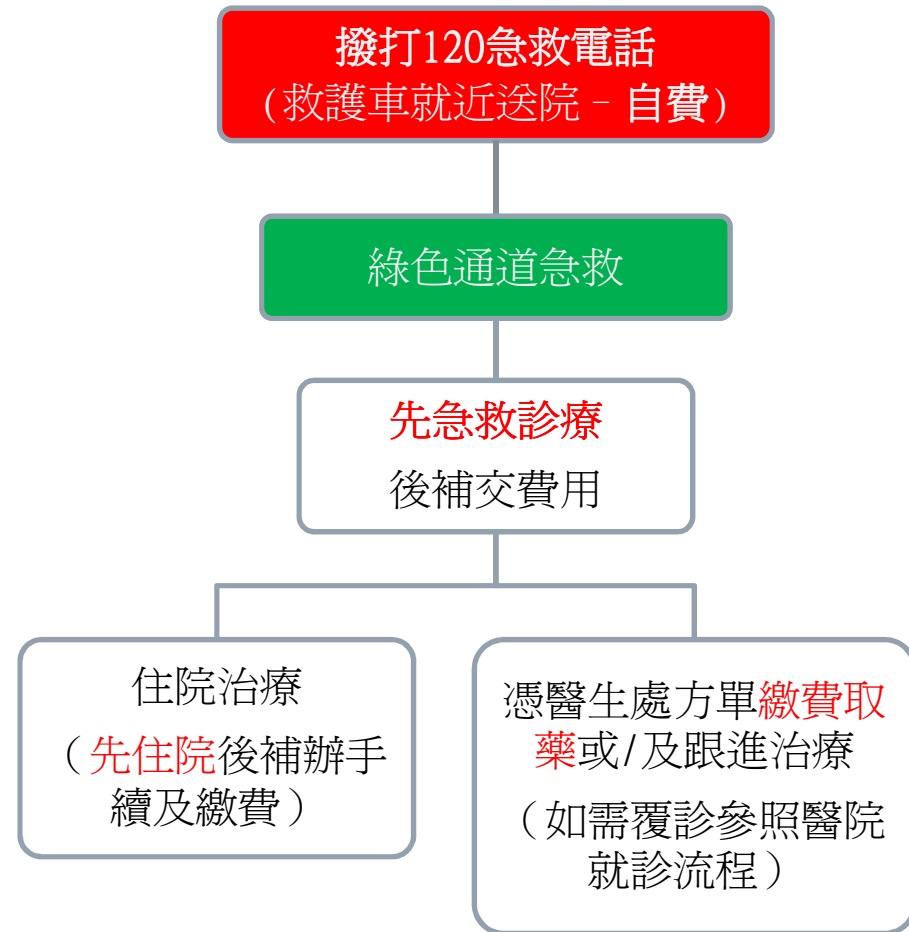 撥打120急救電話
（救護車就近送院－自費）
綠色通道急救
先急救診療
後補交費用
住院治療
（先住院後補辦手
續及繳費）
憑醫生處方單繳費取
藥或/及跟進治療
（如需覆診參照醫院
就診流程）